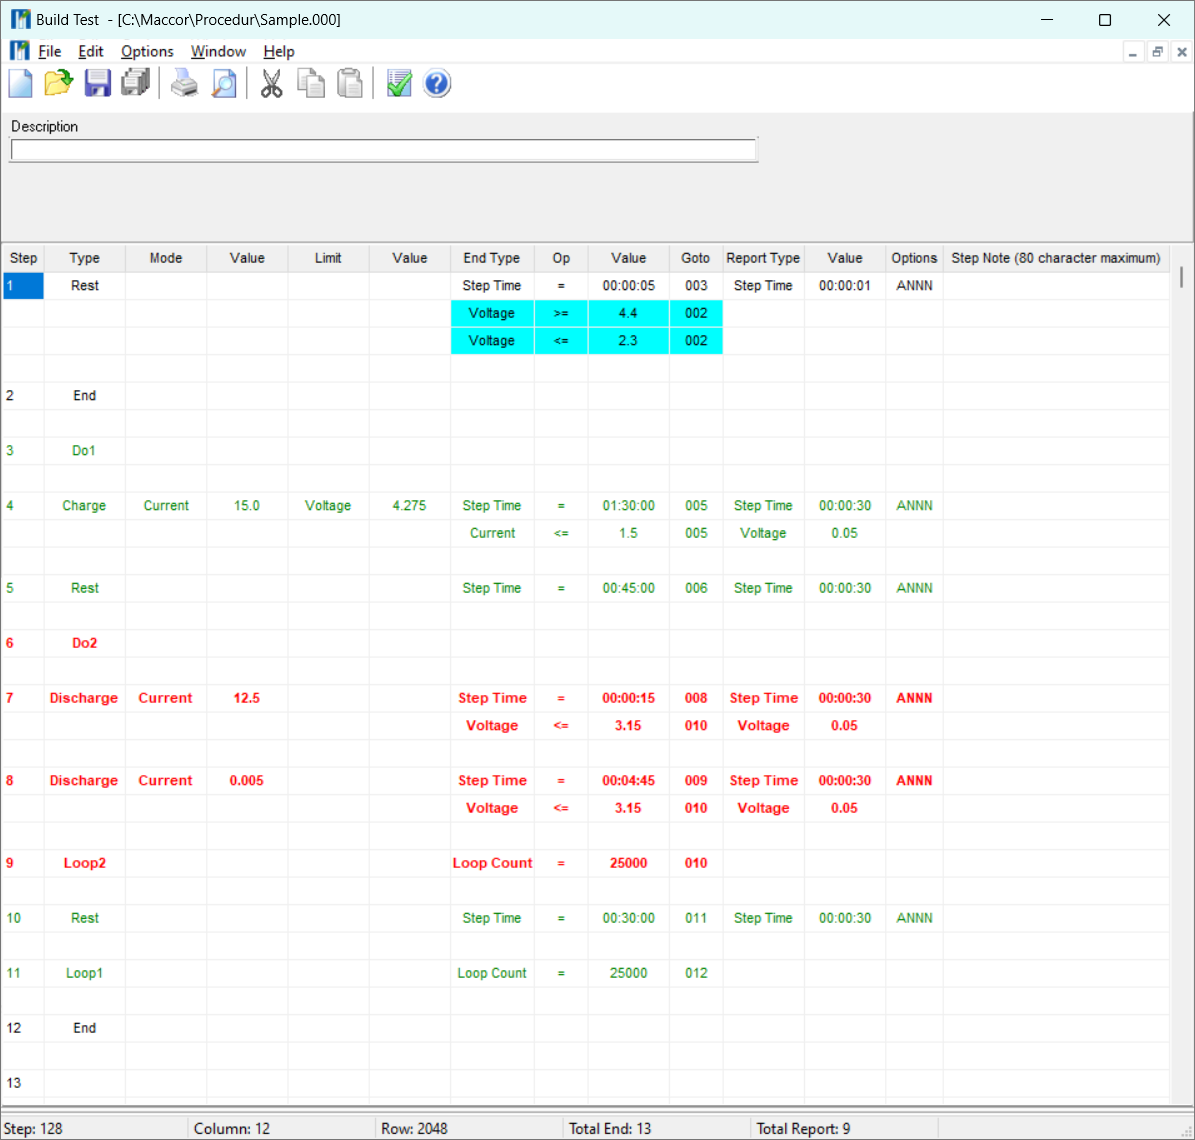 Build Test - [C:\Maccor\Procedur\Sample.000]
File Edit Options Window Help
Description
Step Type Mode Value Limit Value End Type Op Value Goto Report Type Value Options Step Note (80 character maximum)
1 Rest Step Time = 00:00:05 003 Step Time 00:00:01 ANNN
Voltage >= 4.4 002
Voltage <= 2.3 002
2 End
3 Do1
4 Charge Current 15.0 Voltage 4.275 Step Time = 01:30:00 005 Step Time 00:00:30 ANNN
Current <= 1.5 005 Voltage 0.05
5 Rest Step Time = 00:45:00 006 Step Time 00:00:30 ANNN
6 Do2
7 Discharge Current 12.5 Step Time = 00:00:15 008 Step Time 00:00:30 ANNN
Voltage <= 3.15 010 Voltage 0.05
8 Discharge Current 0.005 Step Time = 00:04:45 009 Step Time 00:00:30 ANNN
Voltage <= 3.15 010 Voltage 0.05
9 Loop2 Loop Count = 25000 010
10 Rest Step Time = 00:30:00 011 Step Time 00:00:30 ANNN
11 Loop1 Loop Count = 25000 012
12 End
13
Step: 128 Column: 12 Row: 2048 Total End: 13 Total Report: 9